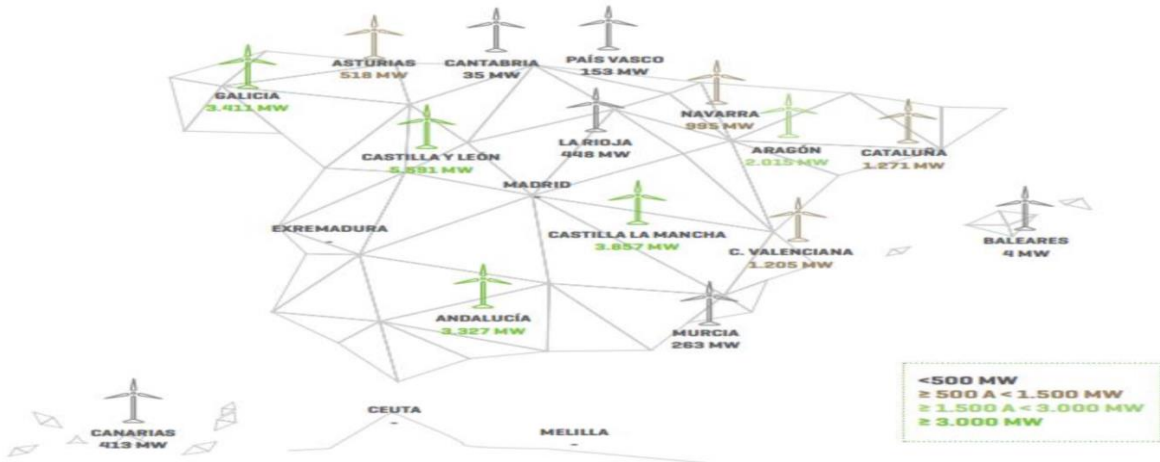 ASTURIAS
518 MW
CANTABRIA
35 MW
PAÍS VASCO
153 MW
GALICIA
3.411 MW
NAVARRA
995 MW
CASTILLA Y LEÓN
5.591 MW
LA RIOJA
448 MW
ARAGÓN
2.015 MW
CATALUÑA
1.271 MW
MADRID
-
EXREMADURA
-
CASTILLA LA MANCHA
3.857 MW
C. VALENCIANA
1.205 MW
BALEARES
4 MW
ANDALUCÍA
3.327 MW
MURCIA
263 MW
CANARIAS
413 MW
CEUTA
-
MELILLA
-
<500 MW
≥ 500 A < 1.500 MW
≥ 1.500 A < 3.000 MW
≥ 3.000 MW